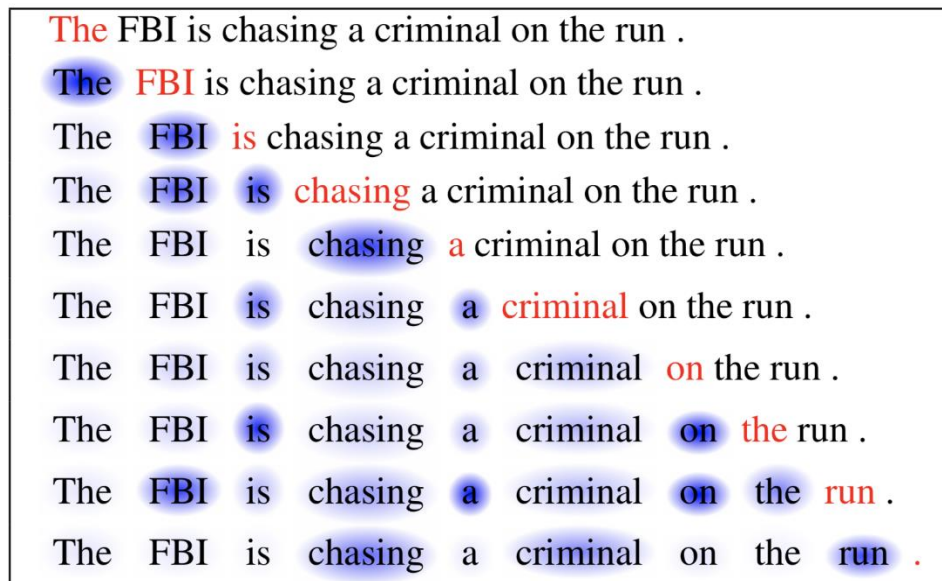 The FBI is chasing a criminal on the run .
The FBI is chasing a criminal on the run .
The FBI is chasing a criminal on the run .
The FBI is chasing a criminal on the run .
The FBI is chasing a criminal on the run .
The FBI is chasing a criminal on the run .
The FBI is chasing a criminal on the run .
The FBI is chasing a criminal on the run .
The FBI is chasing a criminal on the run .
The FBI is chasing a criminal on the run .